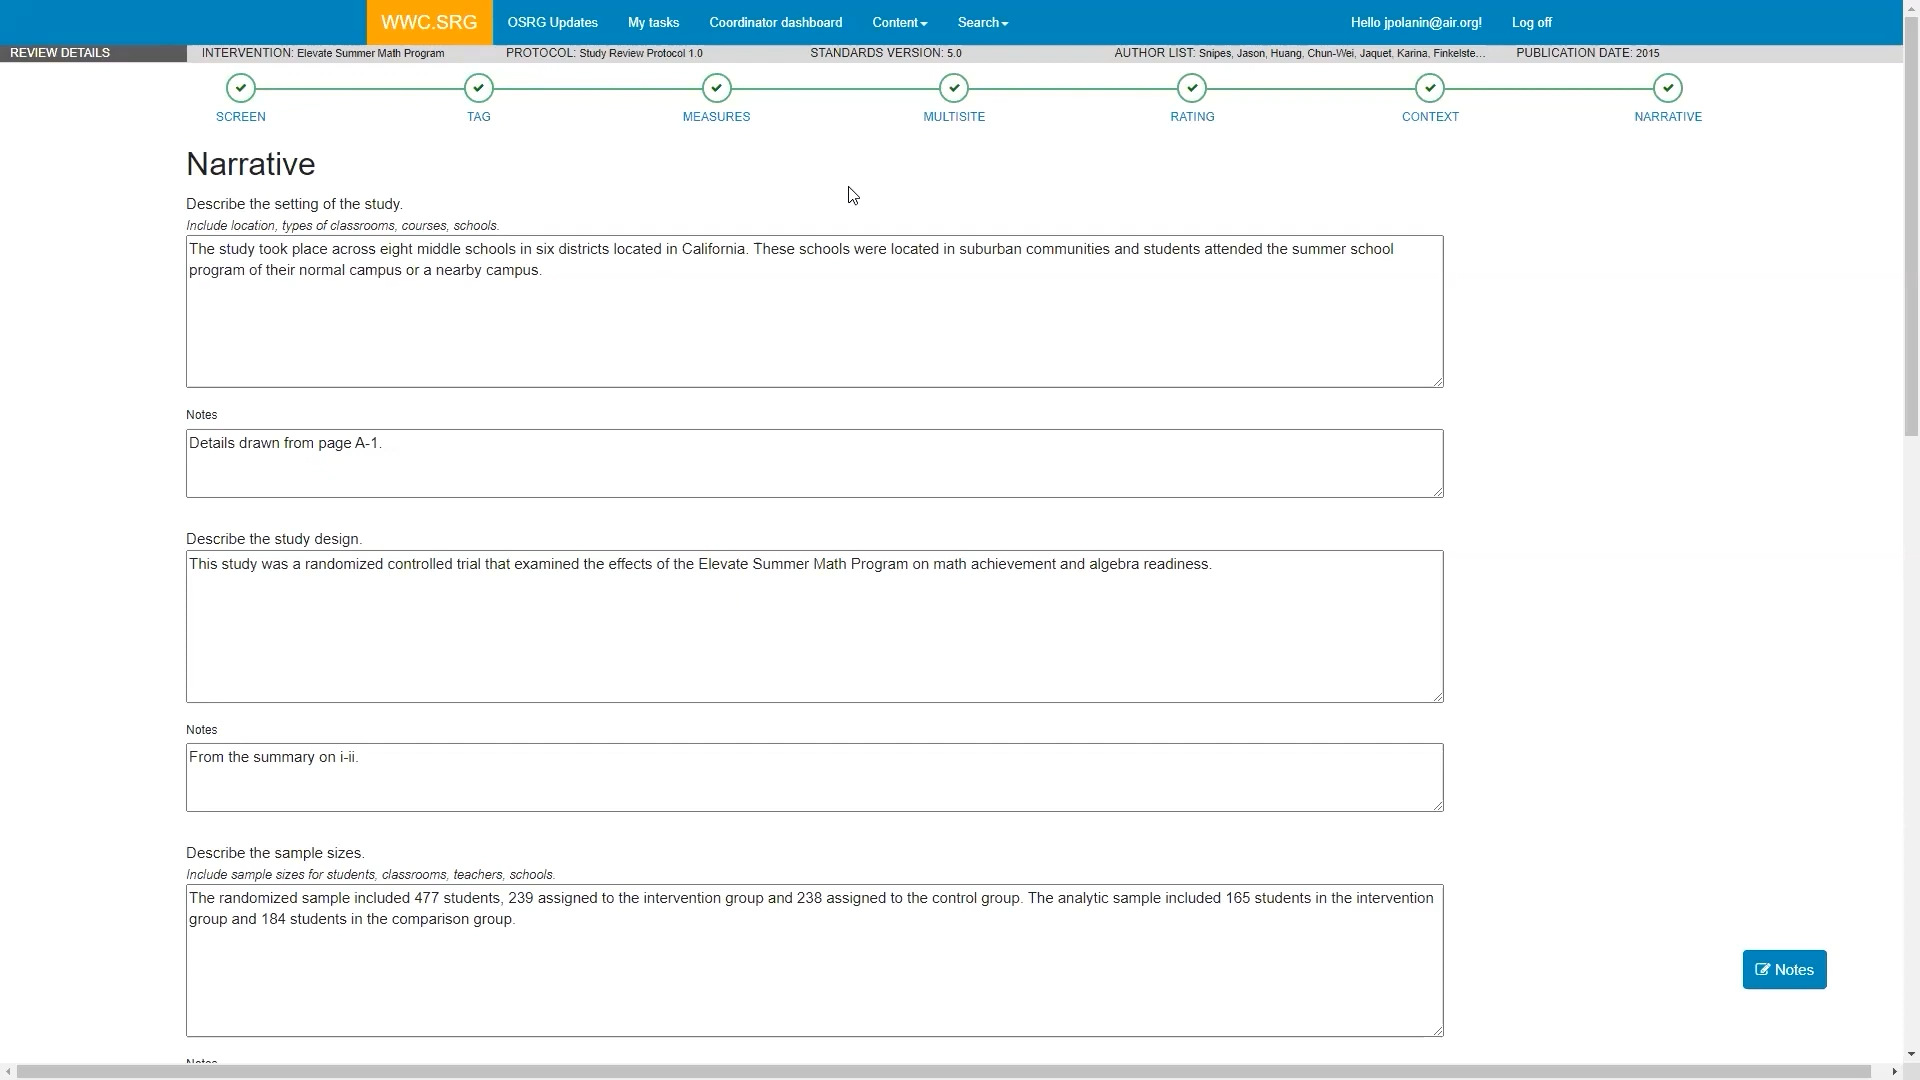 WWC.SRG OSRG Updates My tasks Coordinator dashboard Content Search Hello jpolanin@air.org! Log off
REVIEW DETAILS INTERVENTION: Elevate Summer Math Program PROTOCOL: Study Review Protocol 1.0 STANDARDS VERSION: 5.0 AUTHOR LIST: Snipes, Jason, Huang, Chun-Wei, Jaquet, Karina, Finkelste... PUBLICATION DATE: 2015
SCREEN TAG MEASURES MULTISITE RATING CONTEXT NARRATIVE
Narrative
Describe the setting of the study.
Include location, types of classrooms, courses, schools.
The study took place across eight middle schools in six districts located in California. These schools were located in suburban communities and students attended the summer school
program of their normal campus or a nearby campus.
Notes
Details drawn from page A-1.
Describe the study design.
This study was a randomized controlled trial that examined the effects of the Elevate Summer Math Program on math achievement and algebra readiness.
Notes
From the summary on i-ii.
Describe the sample sizes.
Include sample sizes for students, classrooms, teachers, schools.
The randomized sample included 477 students, 239 assigned to the intervention group and 238 assigned to the control group. The analytic sample included 165 students in the intervention
group and 184 students in the comparison group.
Notes
Notes